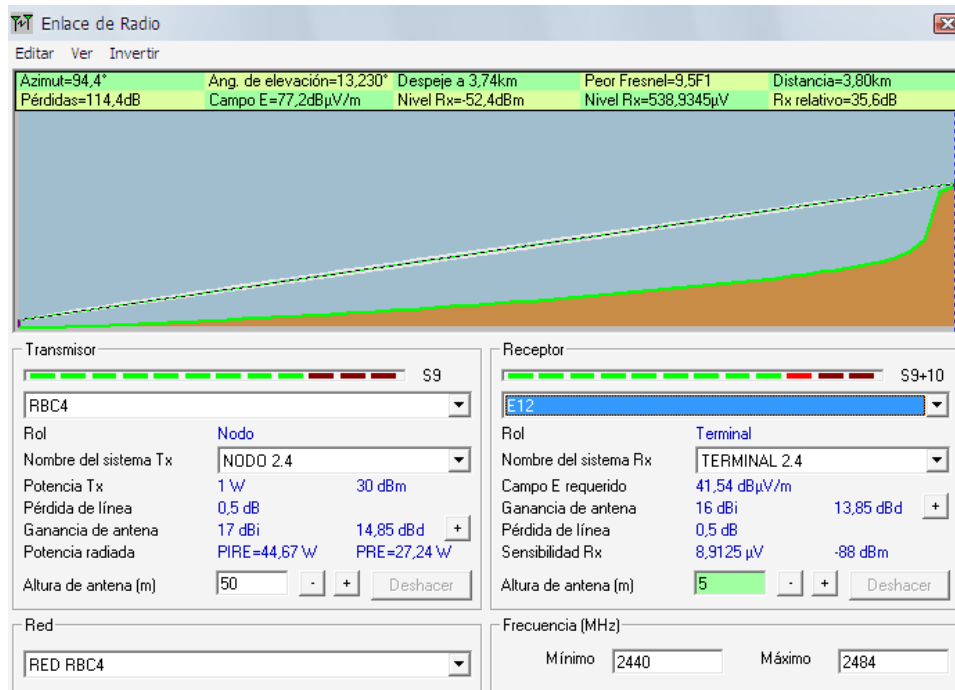 Enlace de Radio
Editar Ver Invertir
Azimut=94,4° Ang. de elevación=13,230° Despeje a 3,74km Peor Fresnel=9,5F1 Distancia=3,80km
Pérdidas=114,4dB Campo E=77,2dBµV/m Nivel Rx=-52,4dBm Nivel Rx=538,9345µV Rx relativo=35,6dB
Transmisor
S9
RBC4
Rol Nodo
Nombre del sistema Tx NODO 2.4
Potencia Tx 1 W 30 dBm
Pérdida de línea 0,5 dB
Ganancia de antena 17 dBi 14,85 dBd +
Potencia radiada PIRE=44,67 W PRE=27,24 W
Altura de antena (m) 50 - + Deshacer
Receptor
S9+10
E12
Rol Terminal
Nombre del sistema Rx TERMINAL 2.4
Campo E requerido 41,54 dBµV/m
Ganancia de antena 16 dBi 13,85 dBd +
Pérdida de línea 0,5 dB
Sensibilidad Rx 8,9125 µV -88 dBm
Altura de antena (m) 5 - + Deshacer
Red
RED RBC4
Frecuencia (MHz)
Mínimo 2440 Máximo 2484